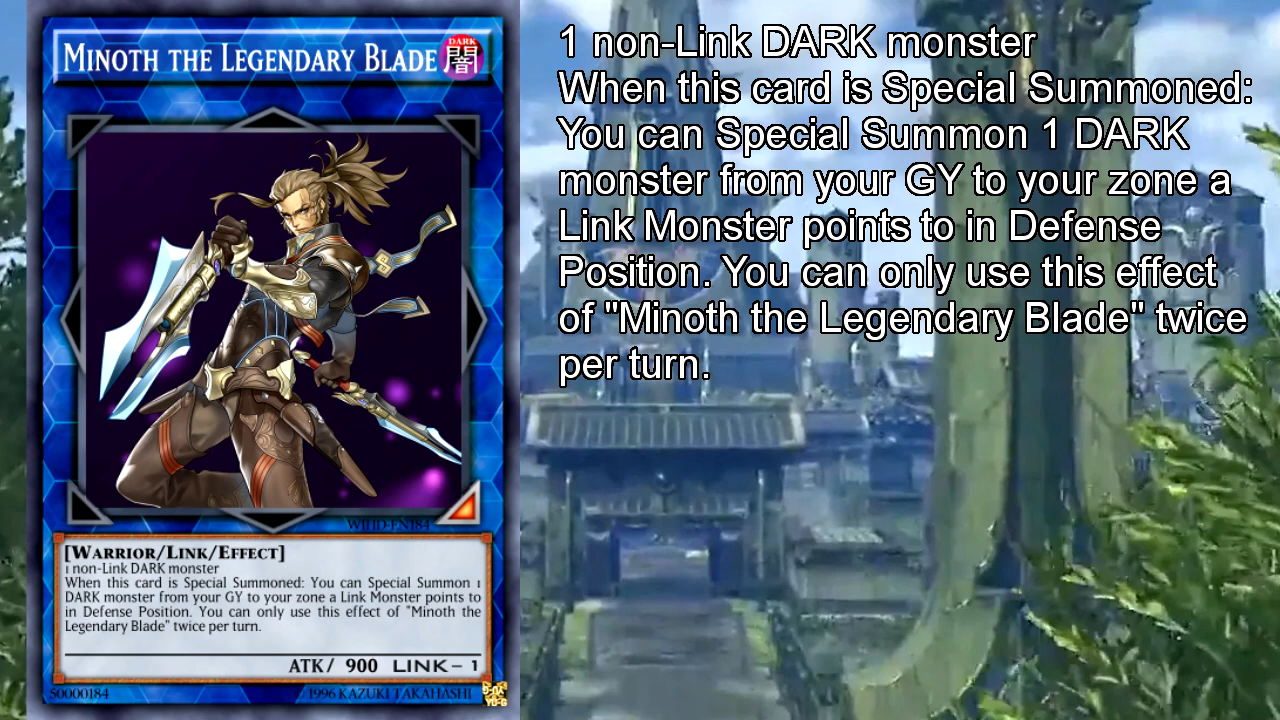 MINOTH THE LEGENDARY BLADE
DARK
闇
WIHD-EN184
[WARRIOR/LINK/EFFECT]
1 non-Link DARK monster
When this card is Special Summoned: You can Special Summon 1
DARK monster from your GY to your zone a Link Monster points to
in Defense Position. You can only use this effect of "Minoth the
Legendary Blade" twice per turn.
ATK/ 900 LINK-1
S0000184
© 1996 KAZUKI TAKAHASHI
1 non-Link DARK monster
When this card is Special Summoned:
You can Special Summon 1 DARK
monster from your GY to your zone a
Link Monster points to in Defense
Position. You can only use this effect
of "Minoth the Legendary Blade" twice
per turn.